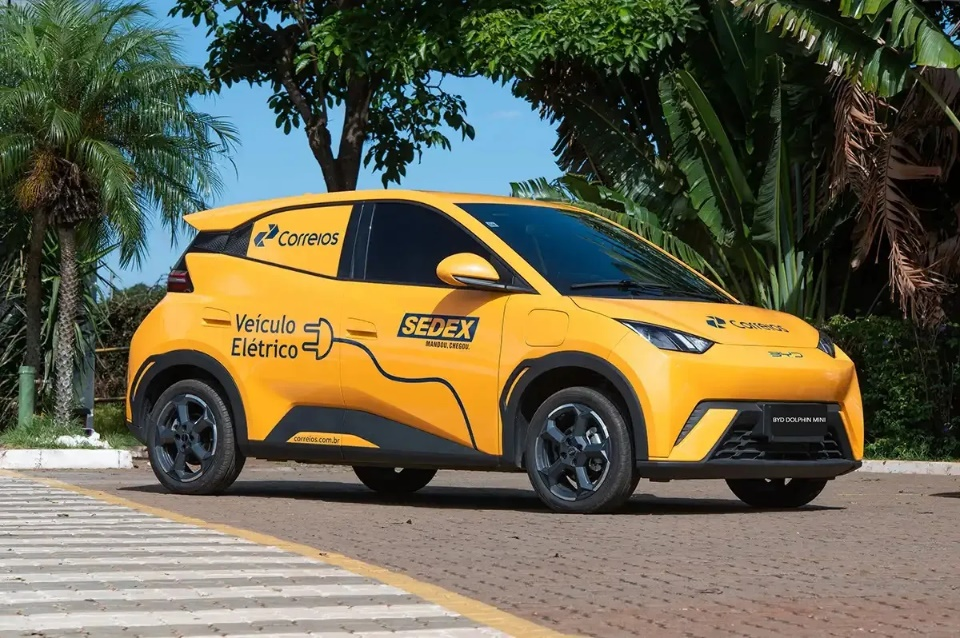 Correios
Veículo
Elétrico
SEDEX
MANDOU, CHEGOU.
correios.com.br
Correios
BYD
BYD DOLPHIN MINI